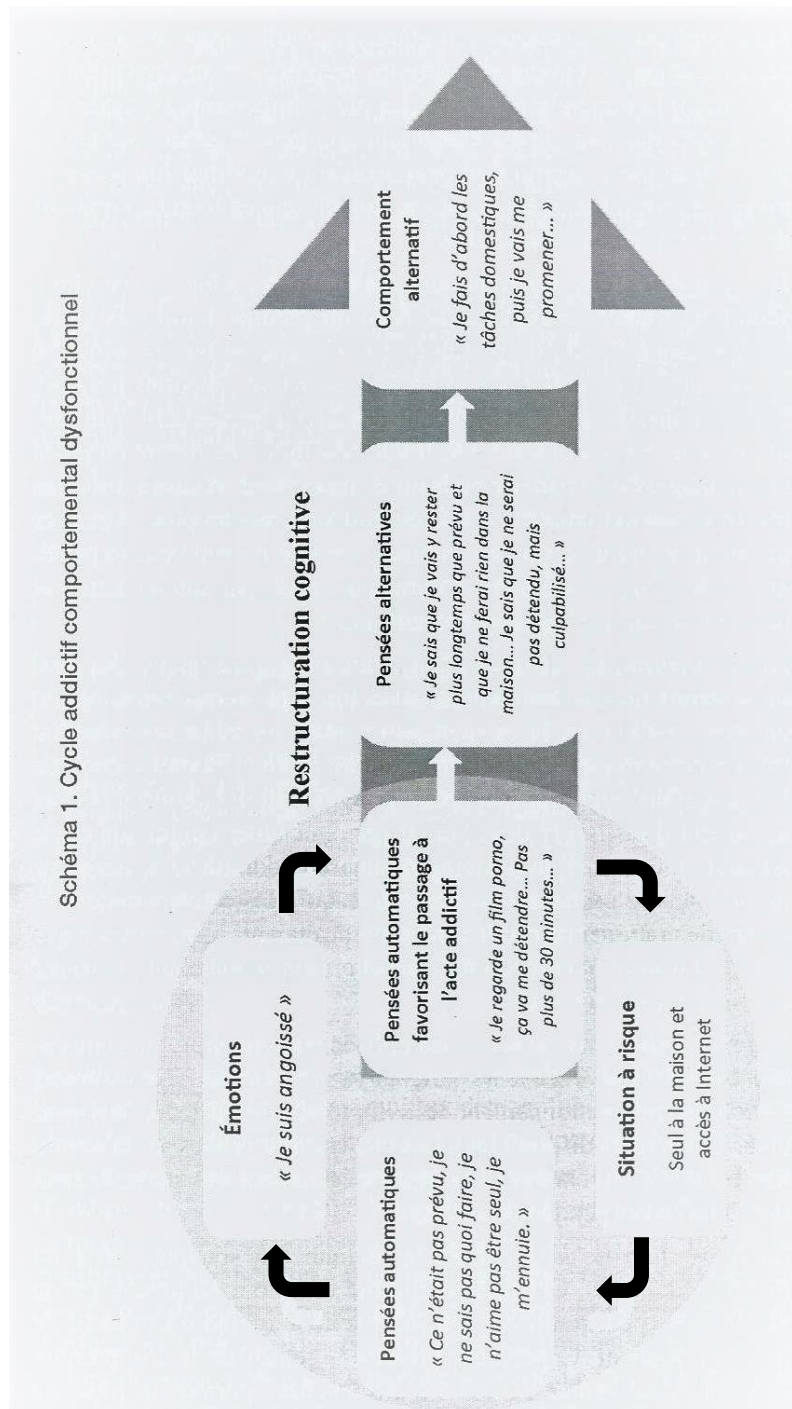 Schéma 1. Cycle addictif comportemental dysfonctionnel
Restructuration cognitive
Émotions
« Je suis angoissé »
Pensées automatiques
« Ce n’était pas prévu, je
ne sais pas quoi faire, je
n’aime pas être seul, je
m’ennuie. »
Pensées automatiques
favorisant le passage à
l’acte addictif
« Je regarde un film porno,
ça va me détendre... Pas
plus de 30 minutes... »
Pensées alternatives
« Je sais que je vais y rester
plus longtemps que prévu et
que je ne ferai rien dans la
maison... Je sais que je ne serai
pas détendu, mais
culpabilisé... »
Comportement
alternatif
« Je fais d’abord les
tâches domestiques,
puis je vais me
promener... »
Situation à risque
Seul à la maison et
accès à Internet